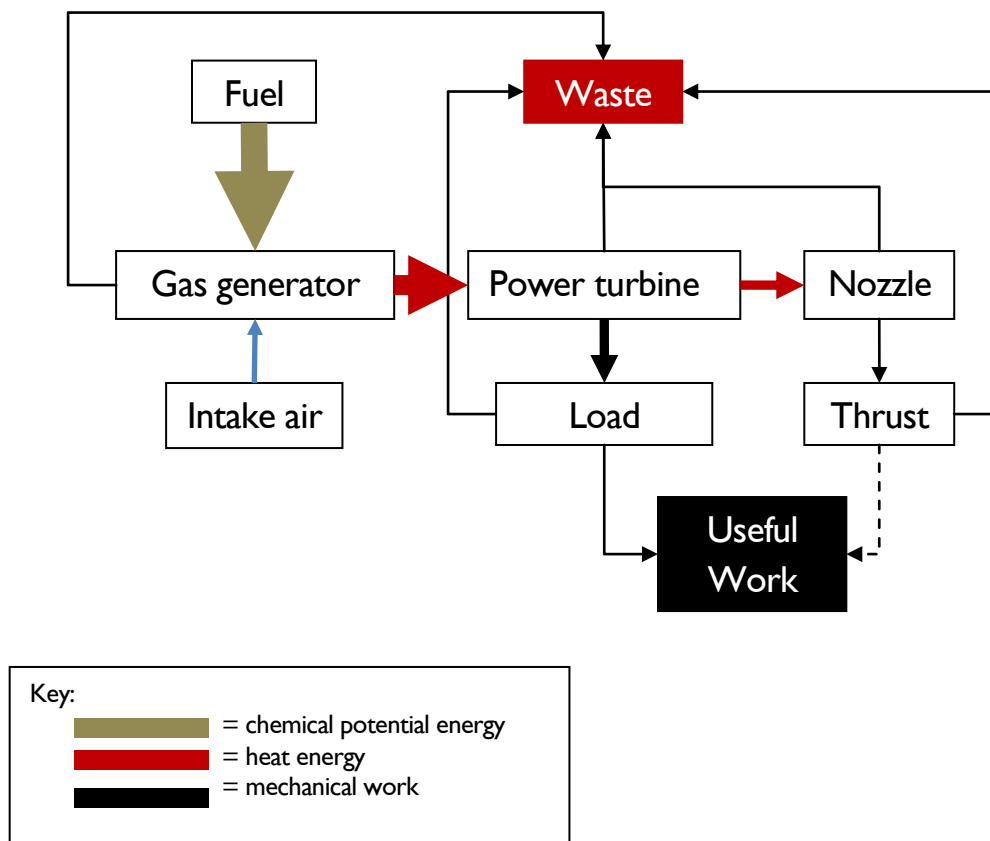 Waste
Fuel
Gas generator
Power turbine
Nozzle
Intake air
Load
Thrust
Useful
Work
Key:
= chemical potential energy
= heat energy
= mechanical work